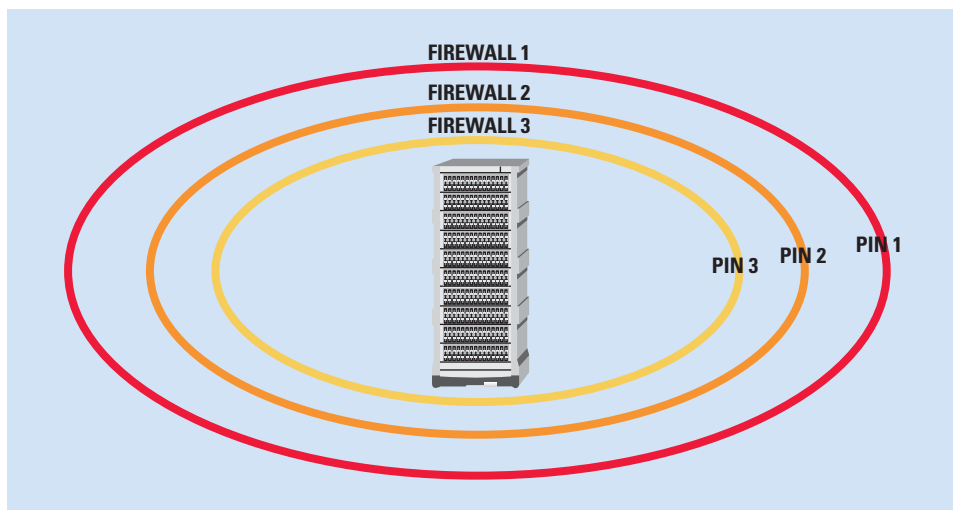 FIREWALL 1
FIREWALL 2
FIREWALL 3
PIN 1
PIN 2
PIN 3